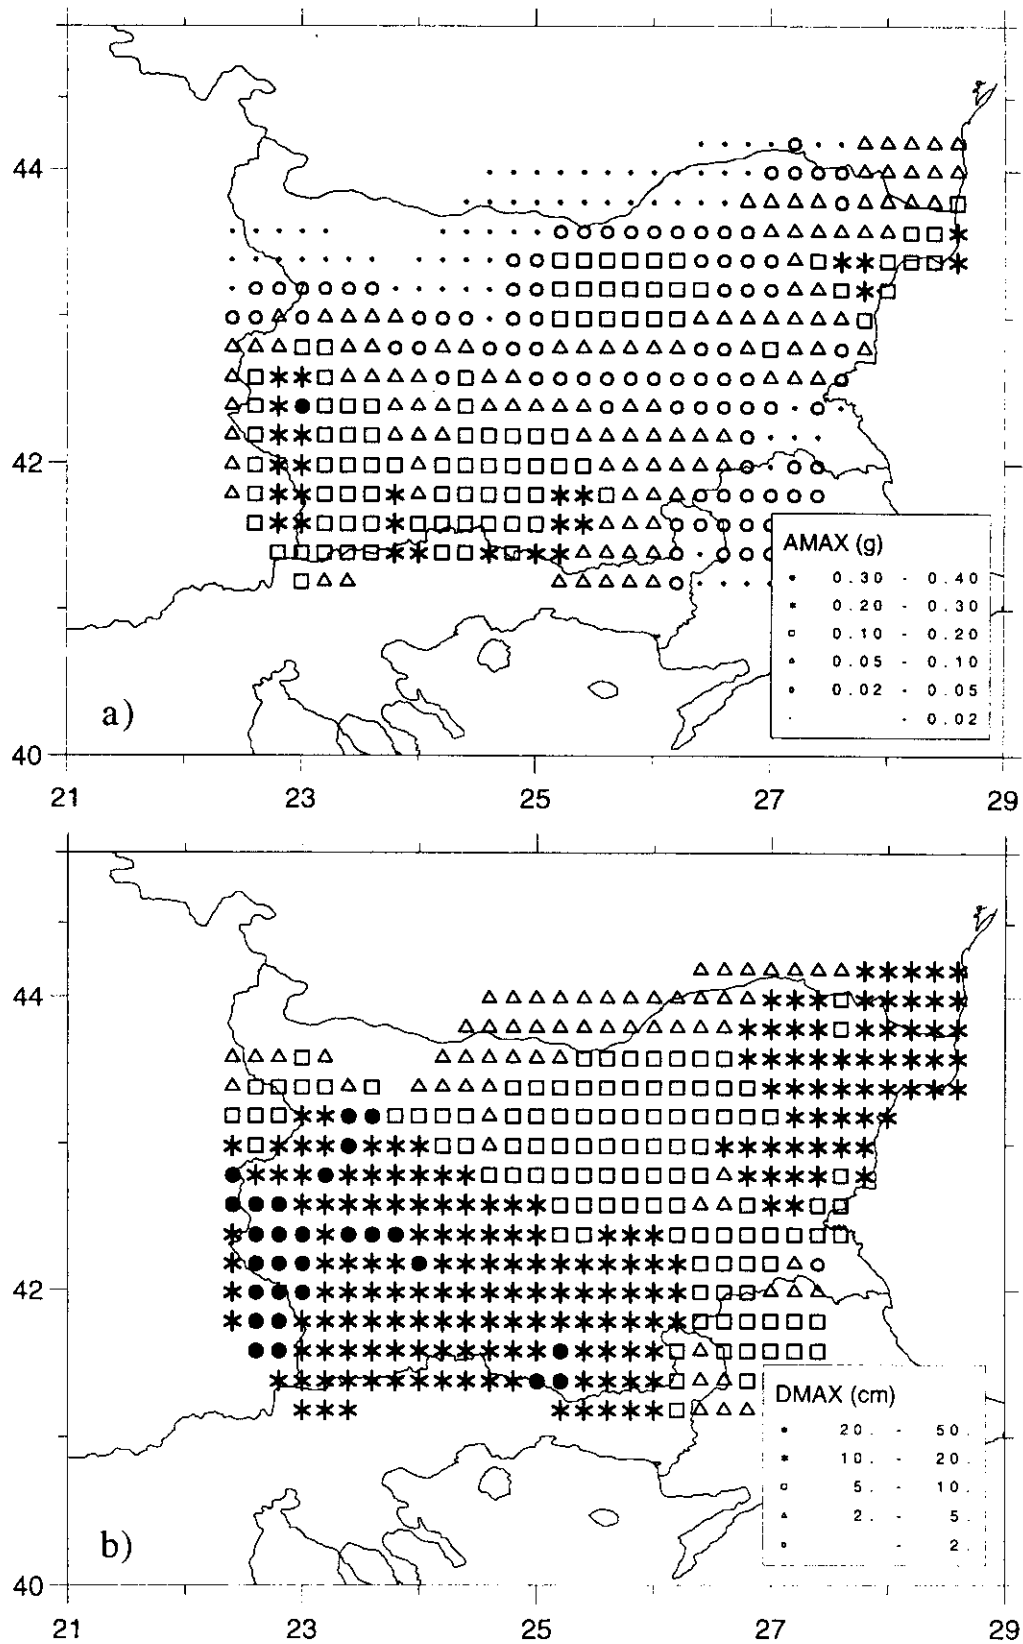 44
42
40
21 23 25 27 29
a)
AMAX (g)
0.30 - 0.40
0.20 - 0.30
0.10 - 0.20
0.05 - 0.10
0.02 - 0.05
- 0.02
44
42
40
21 23 25 27 29
b)
DMAX (cm)
20. - 50.
10. - 20.
5. - 10.
2. - 5.
- 2.